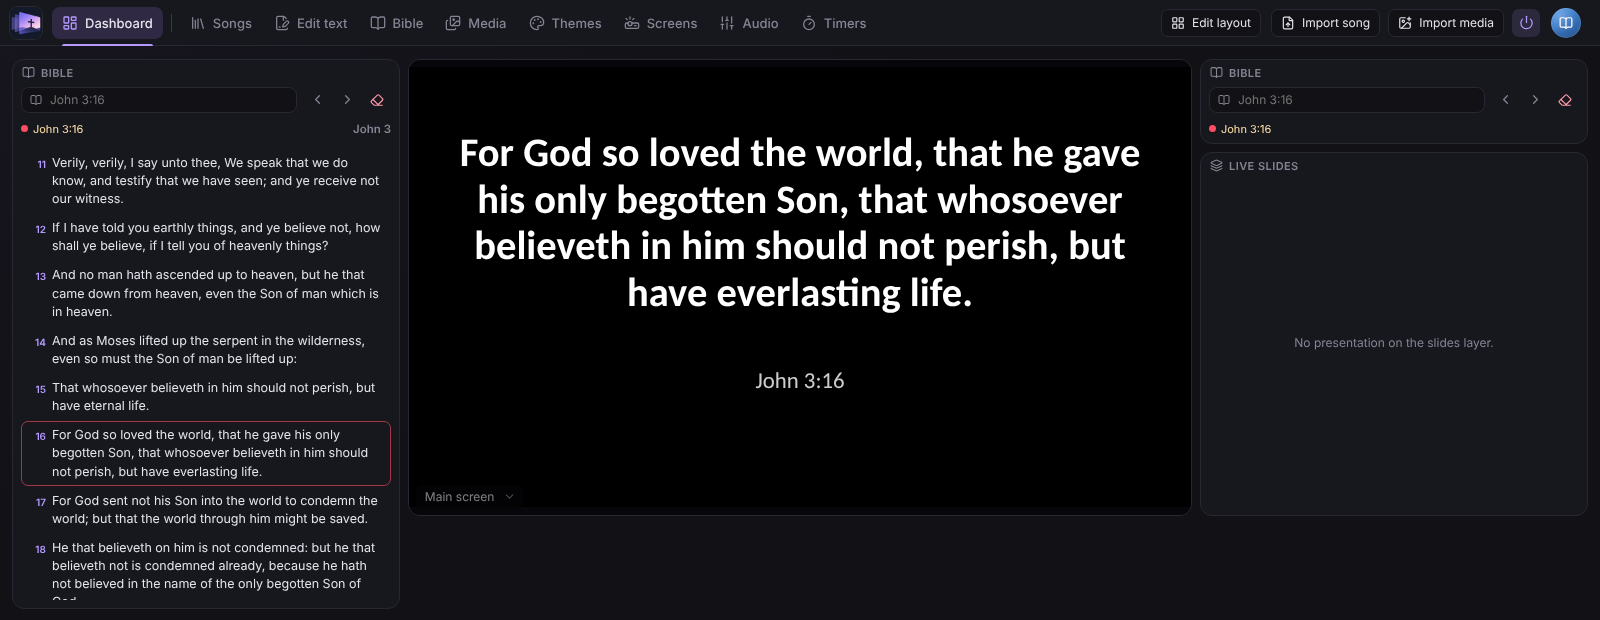 Dashboard
Songs
Edit text
Bible
Media
Themes
Screens
Audio
Timers
Edit layout
Import song
Import media
BIBLE
John 3:16
John 3:16
John 3
11 Verily, verily, I say unto thee, We speak that we do
know, and testify that we have seen; and ye receive not
our witness.
12 If I have told you earthly things, and ye believe not, how
shall ye believe, if I tell you of heavenly things?
13 And no man hath ascended up to heaven, but he that
came down from heaven, even the Son of man which is
in heaven.
14 And as Moses lifted up the serpent in the wilderness,
even so must the Son of man be lifted up:
15 That whosoever believeth in him should not perish, but
have eternal life.
16 For God so loved the world, that he gave his only
begotten Son, that whosoever believeth in him should
not perish, but have everlasting life.
17 For God sent not his Son into the world to condemn the
world; but that the world through him might be saved.
18 He that believeth on him is not condemned: but he that
believeth not is condemned already, because he hath
not believed in the name of the only begotten Son of
For God so loved the world, that he gave
his only begotten Son, that whosoever
believeth in him should not perish, but
have everlasting life.
John 3:16
Main screen
BIBLE
John 3:16
John 3:16
LIVE SLIDES
No presentation on the slides layer.